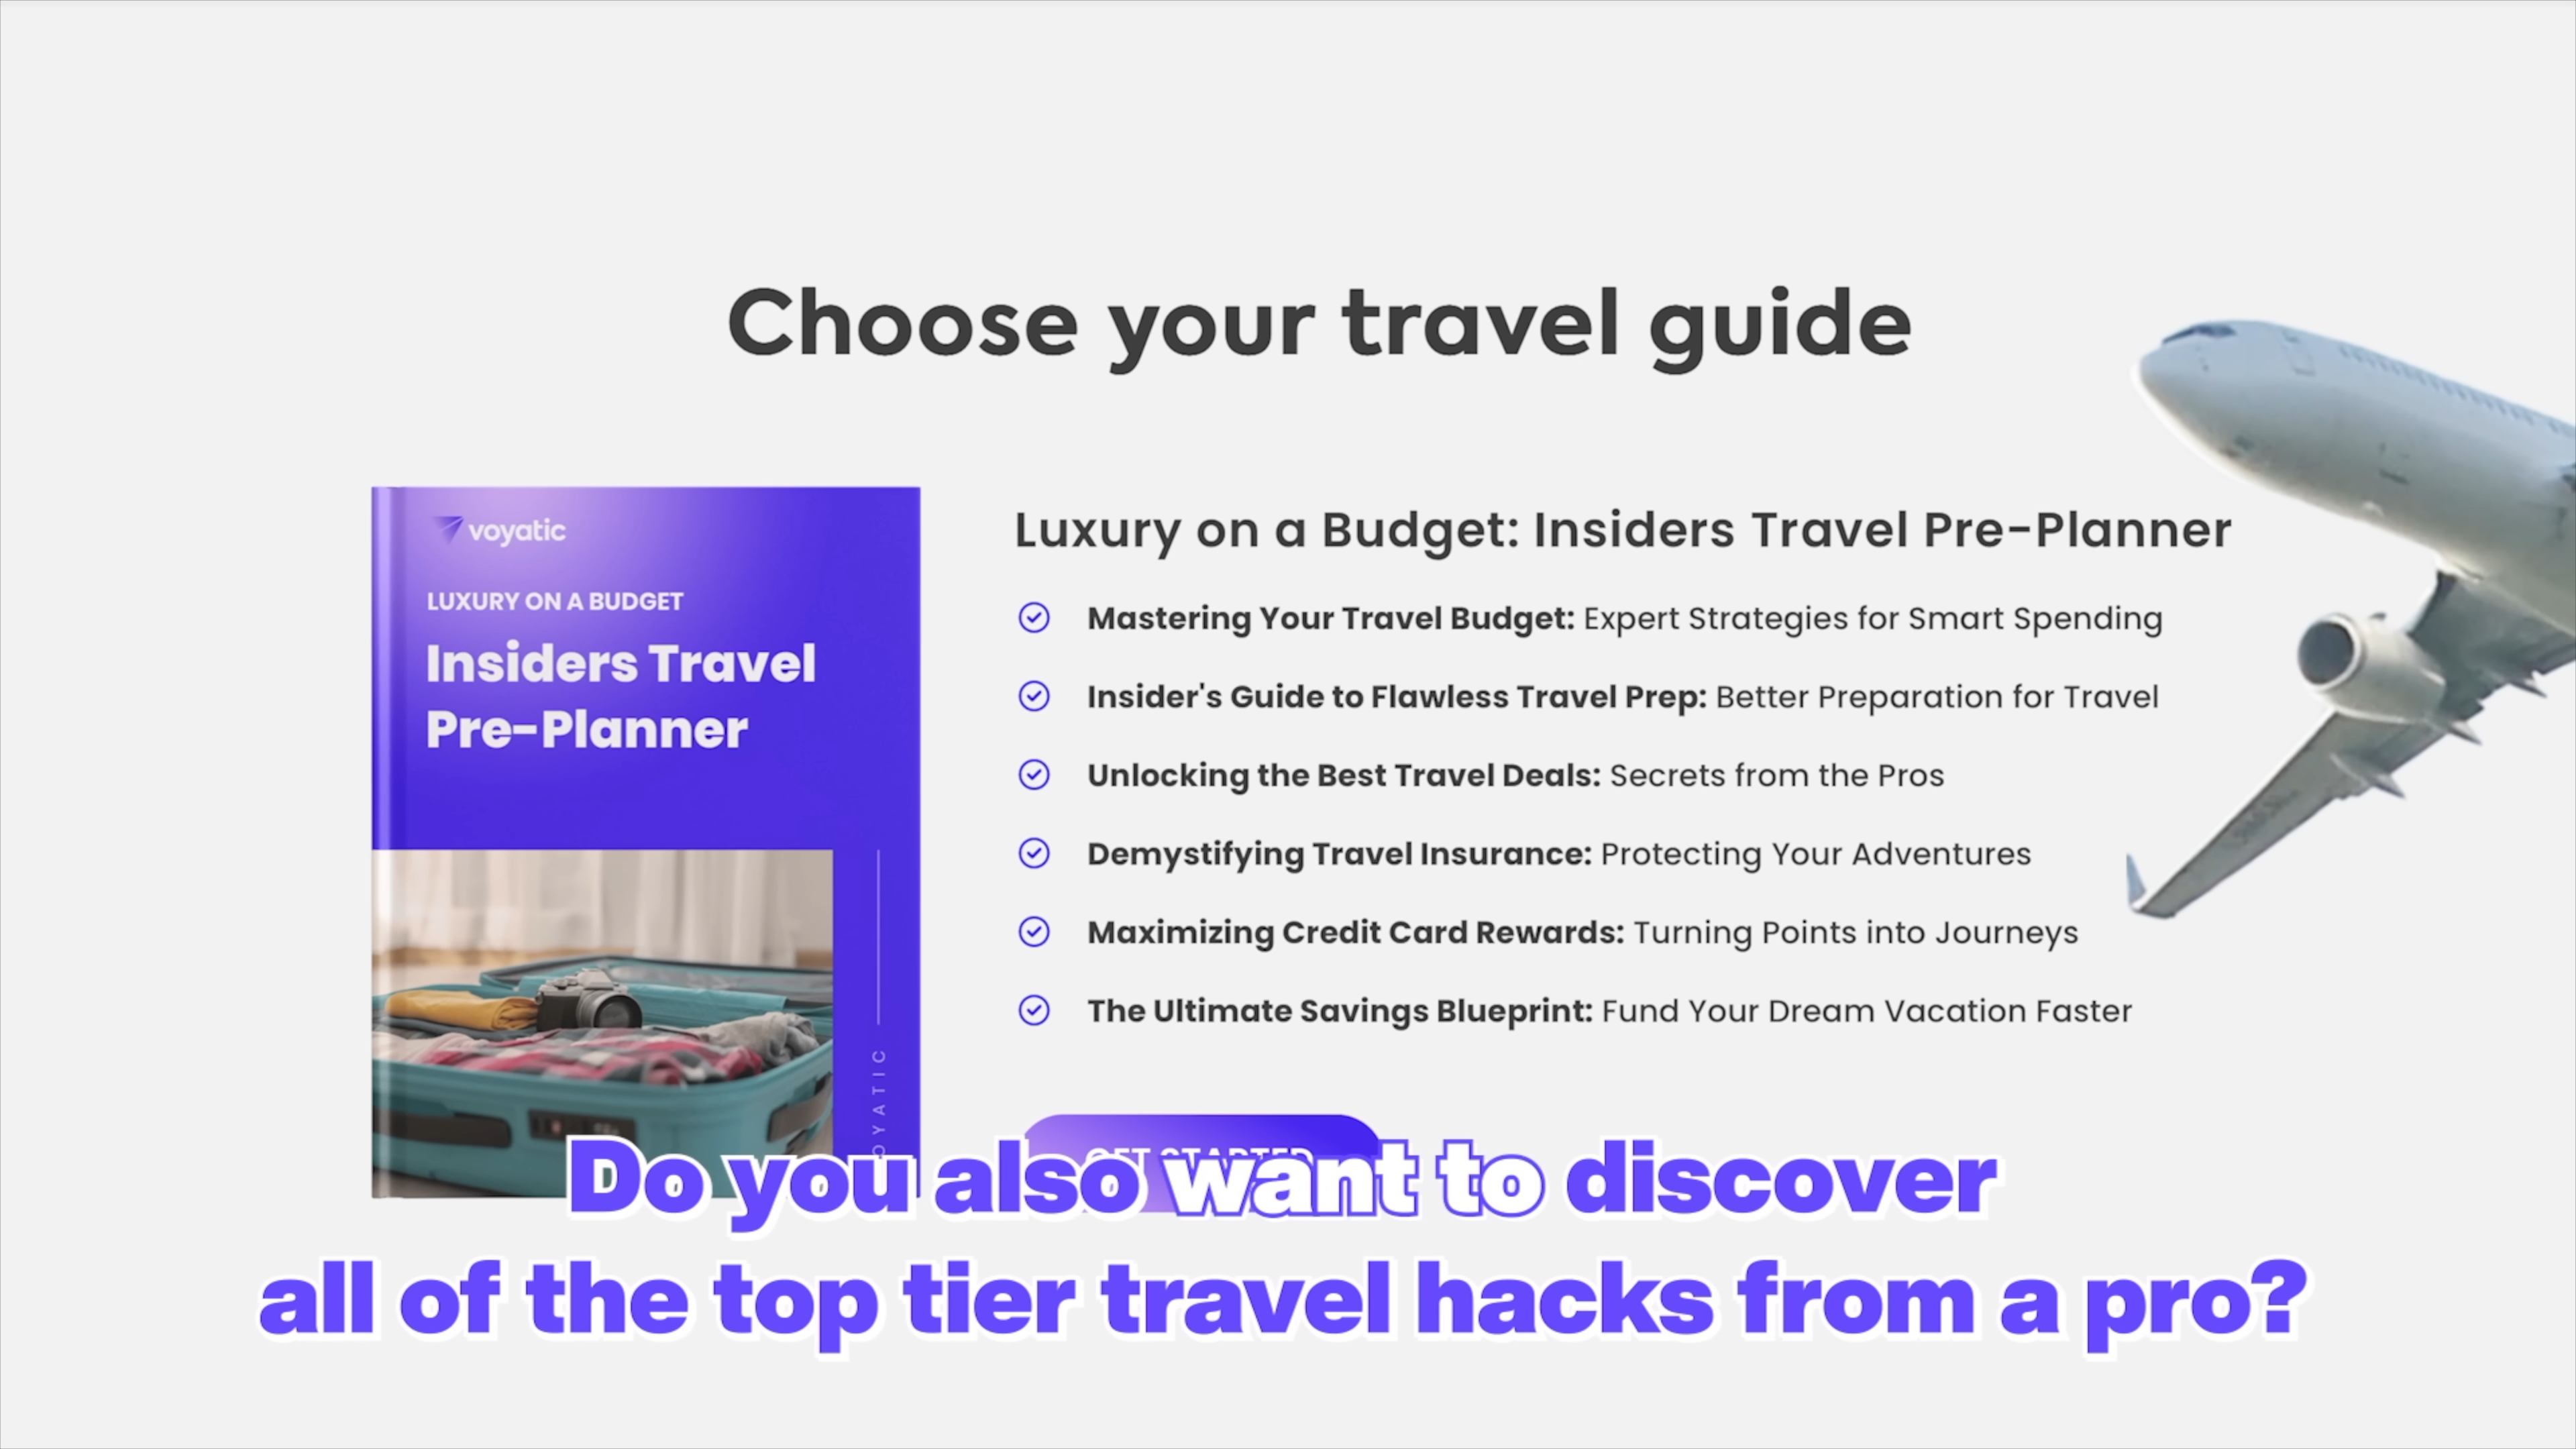 Choose your travel guide
voyatic
LUXURY ON A BUDGET
Insiders Travel
Pre-Planner
Luxury on a Budget: Insiders Travel Pre-Planner
Mastering Your Travel Budget: Expert Strategies for Smart Spending
Insider's Guide to Flawless Travel Prep: Better Preparation for Travel
Unlocking the Best Travel Deals: Secrets from the Pros
Demystifying Travel Insurance: Protecting Your Adventures
Maximizing Credit Card Rewards: Turning Points into Journeys
The Ultimate Savings Blueprint: Fund Your Dream Vacation Faster
GET STARTED
Do you also want to discover
all of the top tier travel hacks from a pro?